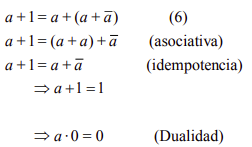 a + 1 = a + (a + a̅) (6)
a + 1 = (a + a) + a̅ (asociativa)
a + 1 = a + a̅ (idempotencia)
⇒ a + 1 = 1
⇒ a · 0 = 0 (Dualidad)